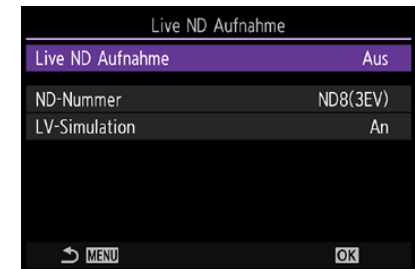 Live ND Aufnahme
Live ND Aufnahme Aus
ND-Nummer ND8(3EV)
LV-Simulation An
MENU OK